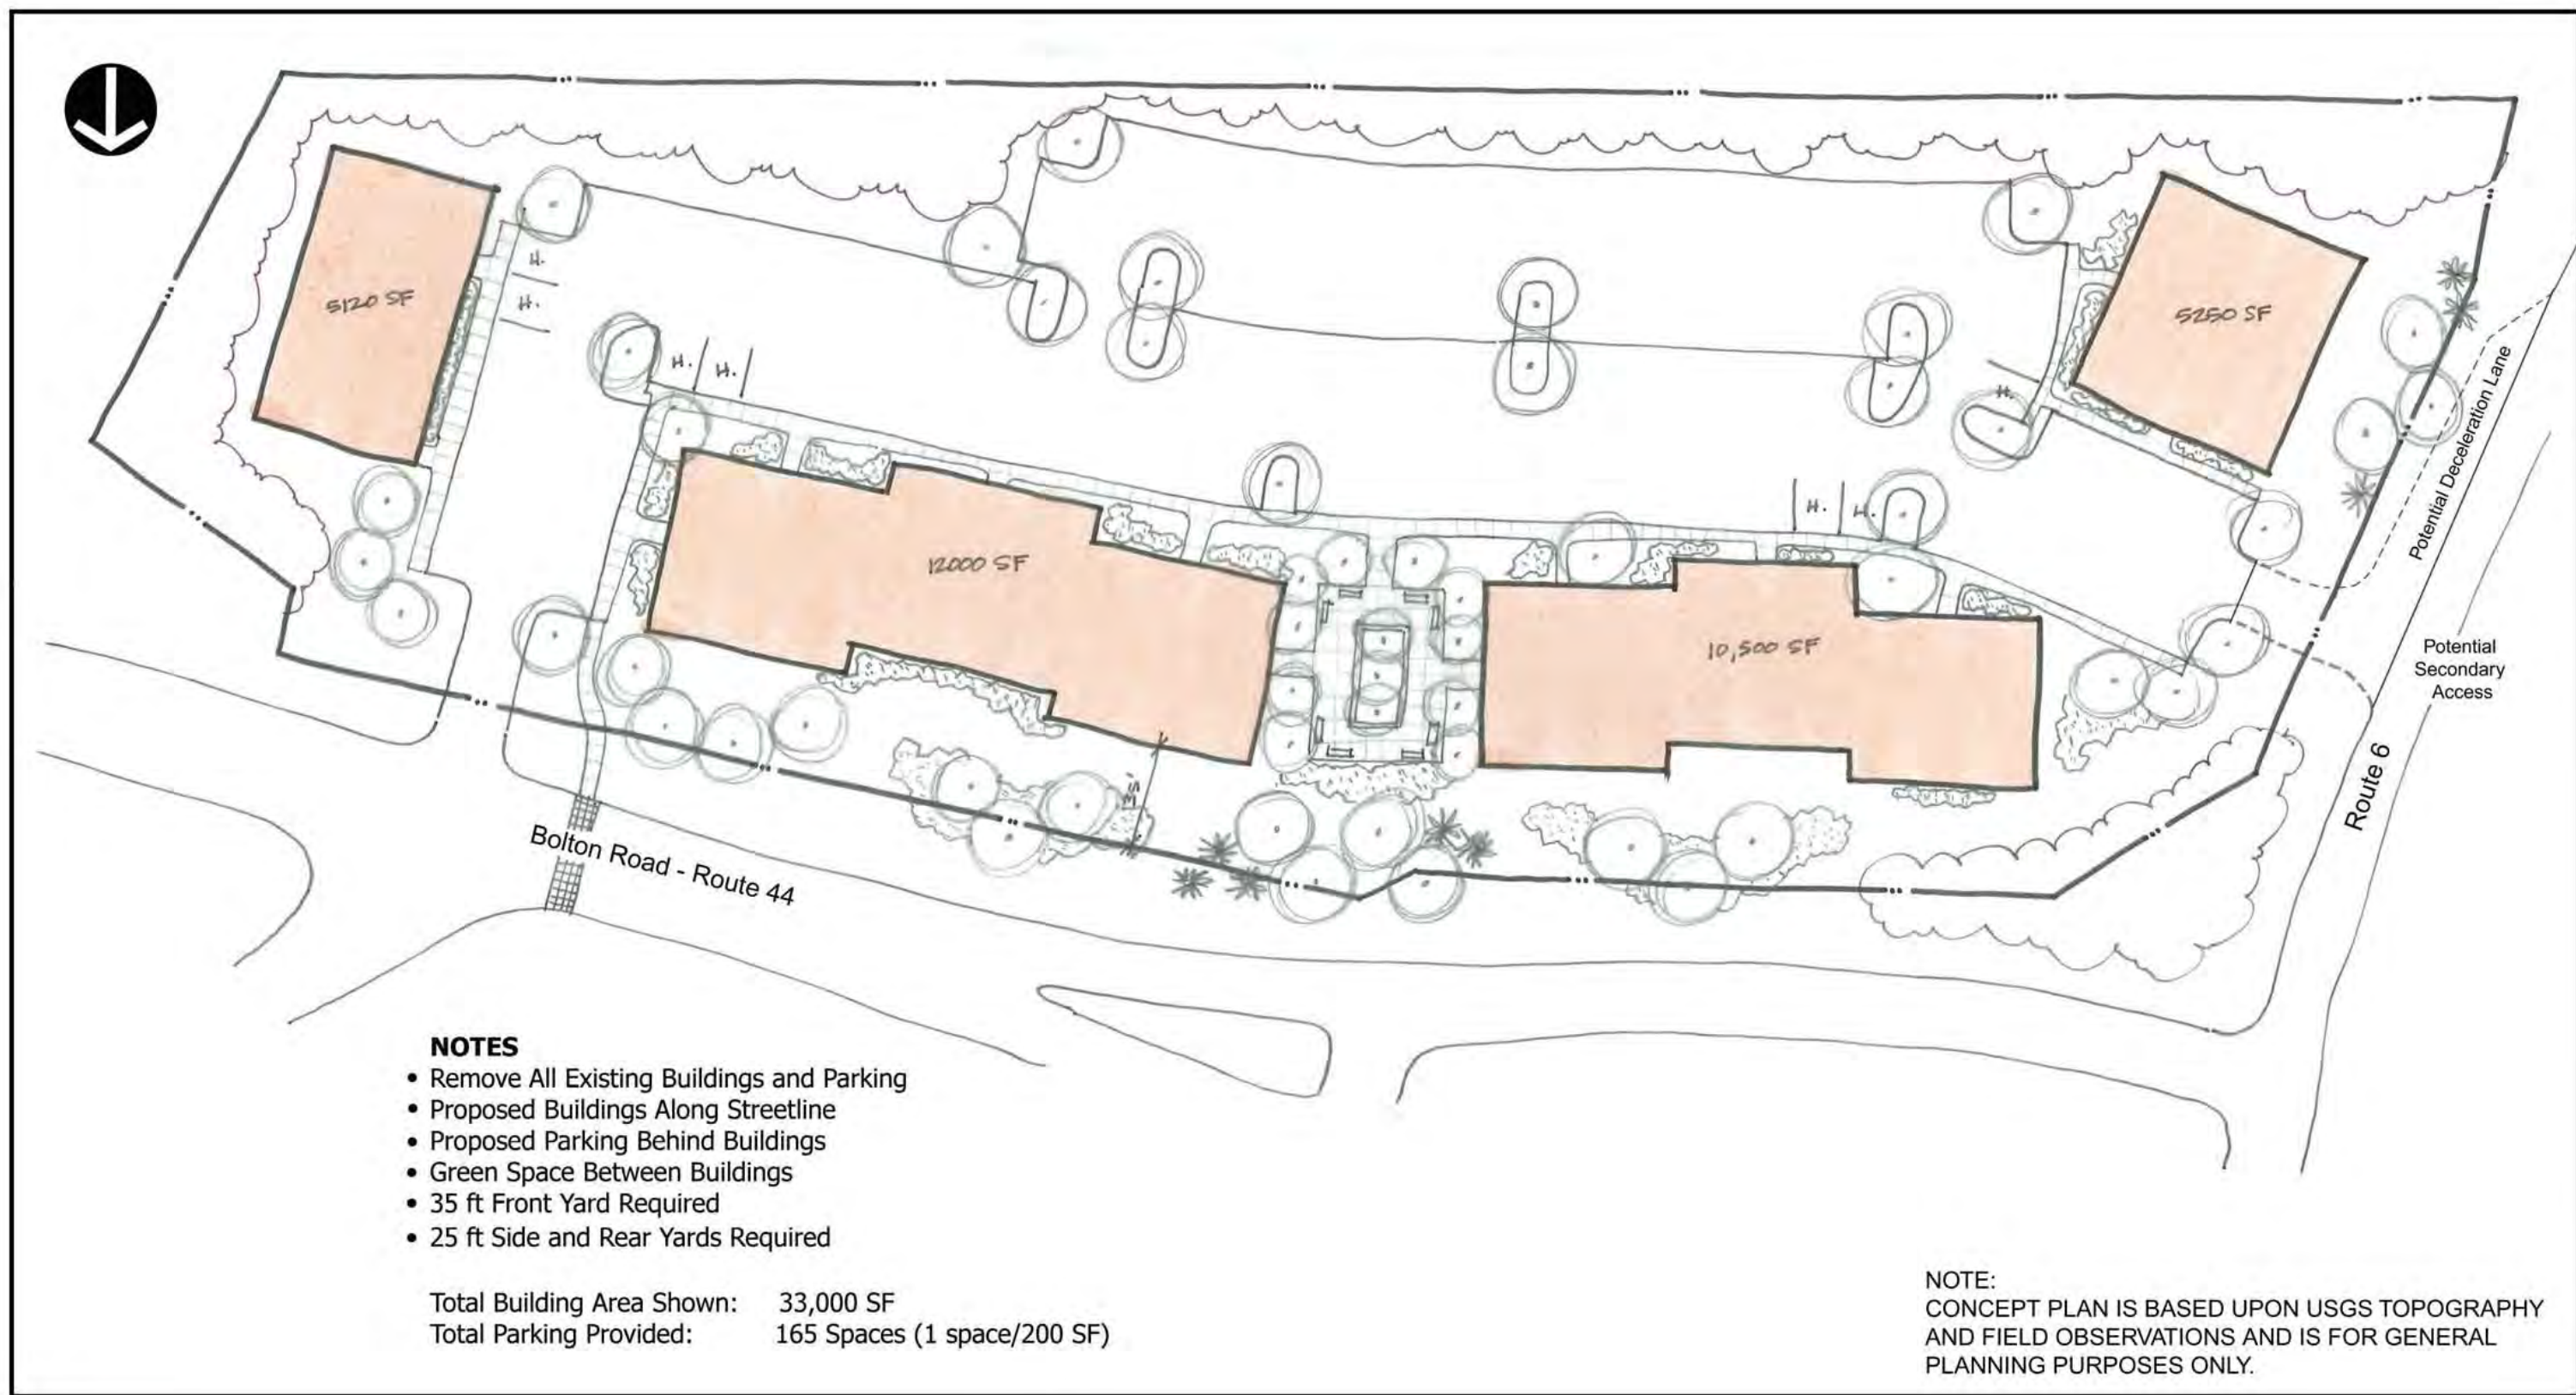 5120 SF
H.
H.
H.
H.
5250 SF
H.
Potential Deceleration Lane
H.
H.
12000 SF
10,500 SF
Potential
Secondary
Access
35'
Route 6
Bolton Road - Route 44
NOTES
• Remove All Existing Buildings and Parking
• Proposed Buildings Along Streetline
• Proposed Parking Behind Buildings
• Green Space Between Buildings
• 35 ft Front Yard Required
• 25 ft Side and Rear Yards Required
Total Building Area Shown: 33,000 SF
Total Parking Provided: 165 Spaces (1 space/200 SF)
NOTE:
CONCEPT PLAN IS BASED UPON USGS TOPOGRAPHY
AND FIELD OBSERVATIONS AND IS FOR GENERAL
PLANNING PURPOSES ONLY.